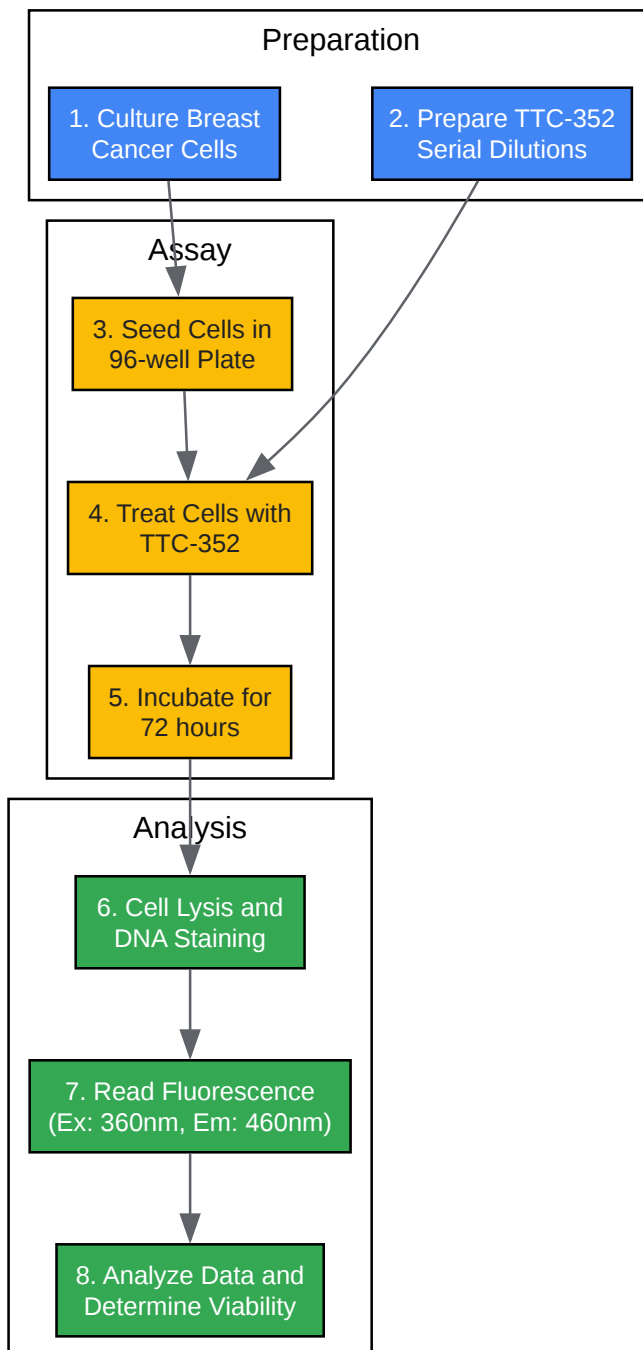 Preparation
1. Culture Breast
Cancer Cells
2. Prepare TTC-352
Serial Dilutions
Assay
3. Seed Cells in
96-well Plate
4. Treat Cells with
TTC-352
5. Incubate for
72 hours
Analysis
6. Cell Lysis and
DNA Staining
7. Read Fluorescence
(Ex: 360nm, Em: 460nm)
8. Analyze Data and
Determine Viability